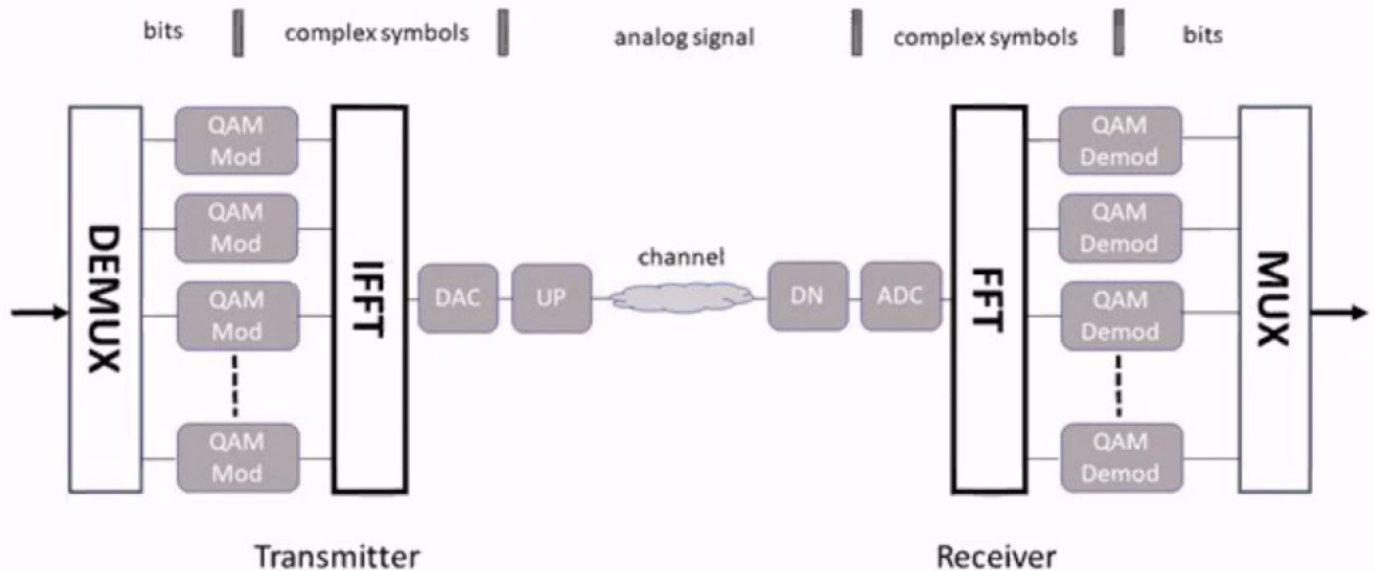 bits
complex symbols
analog signal
complex symbols
bits
DEMUX
QAM
Mod
QAM
Mod
QAM
Mod
QAM
Mod
IFFT
DAC
UP
channel
DN
ADC
FFT
QAM
Demod
QAM
Demod
QAM
Demod
QAM
Demod
MUX
Transmitter
Receiver